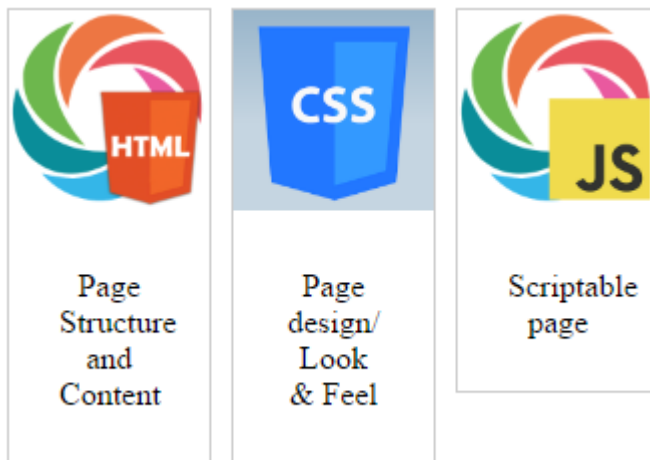 HTML
Page
Structure
and
Content
CSS
Page
design/
Look
& Feel
JS
Scriptable
page